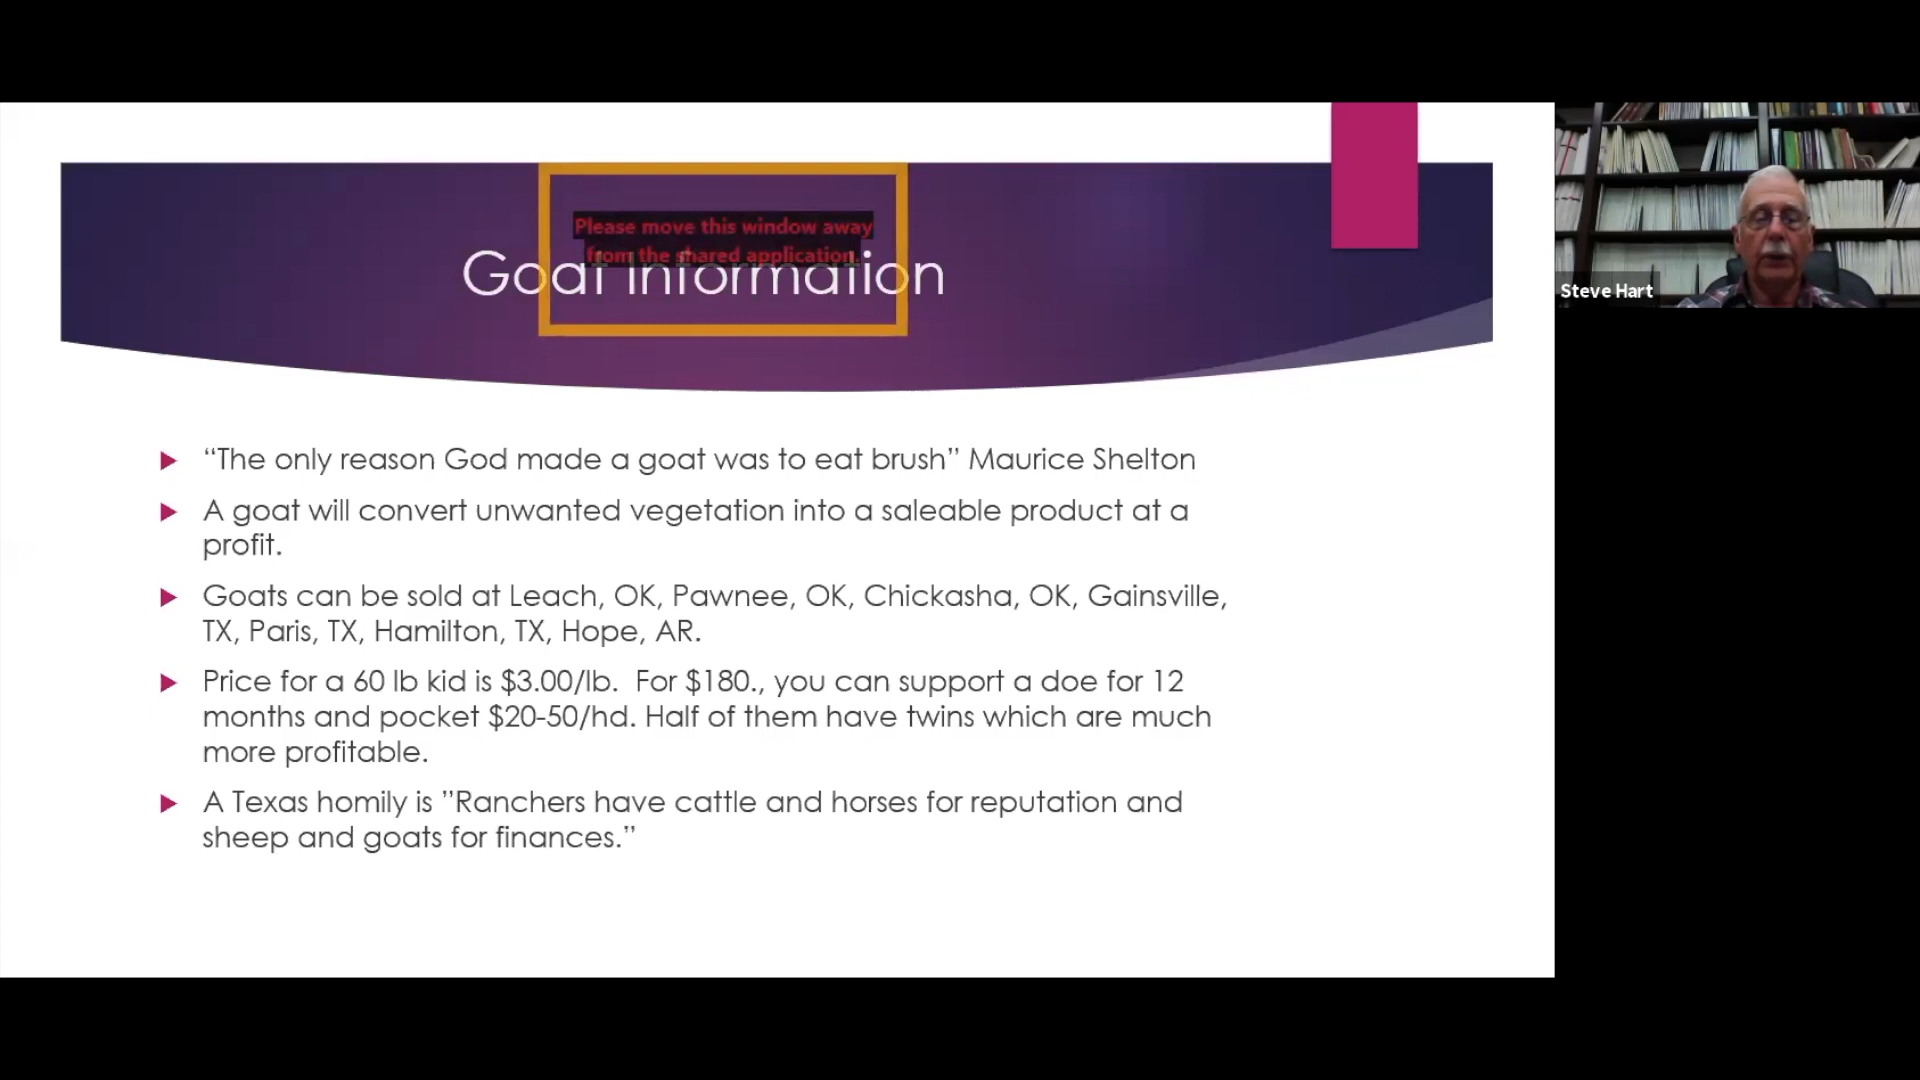 Please move this window away
from the shared application.
Goat Information
“The only reason God made a goat was to eat brush” Maurice Shelton
A goat will convert unwanted vegetation into a saleable product at a
profit.
Goats can be sold at Leach, OK, Pawnee, OK, Chickasha, OK, Gainsville,
TX, Paris, TX, Hamilton, TX, Hope, AR.
Price for a 60 lb kid is $3.00/lb.  For $180., you can support a doe for 12
months and pocket $20-50/hd. Half of them have twins which are much
more profitable.
A Texas homily is ”Ranchers have cattle and horses for reputation and
sheep and goats for finances.”
Steve Hart